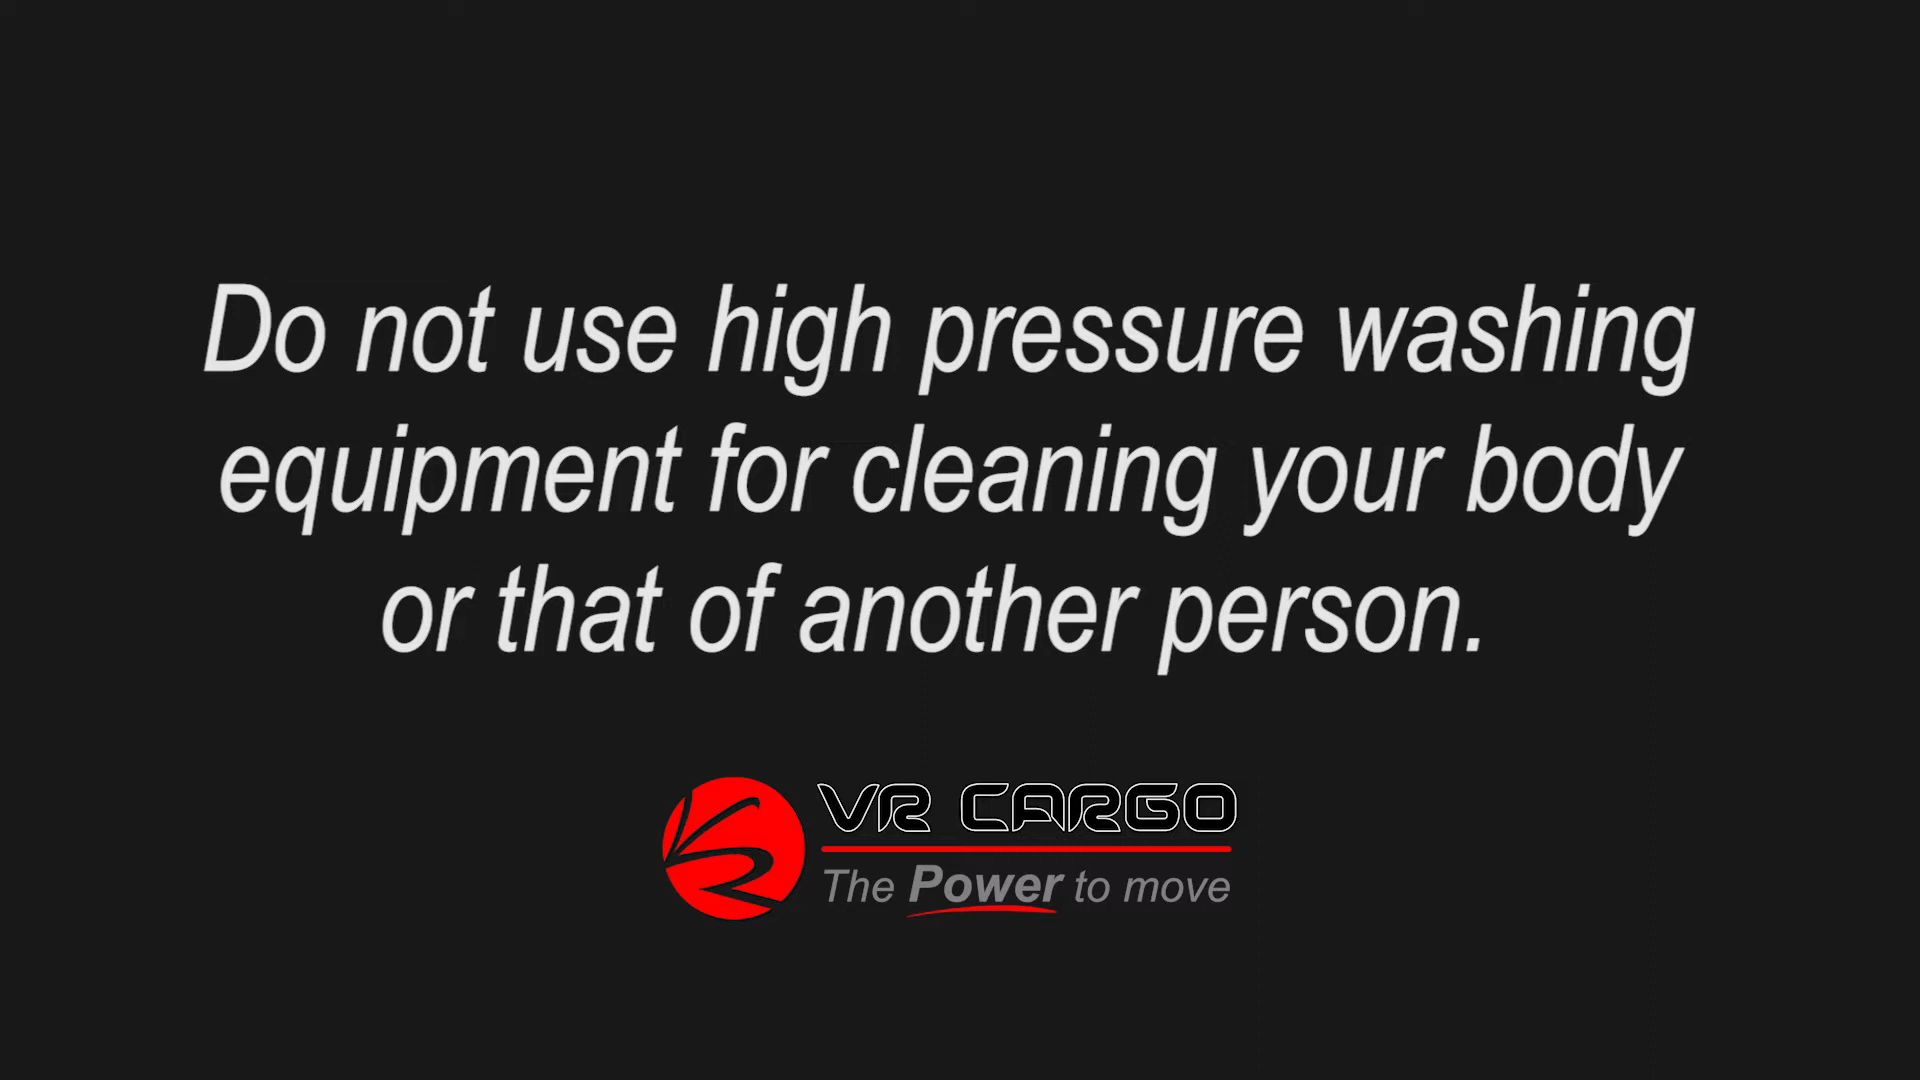 Do not use high pressure washing
equipment for cleaning your body
or that of another person.
VR CARGO
The Power to move